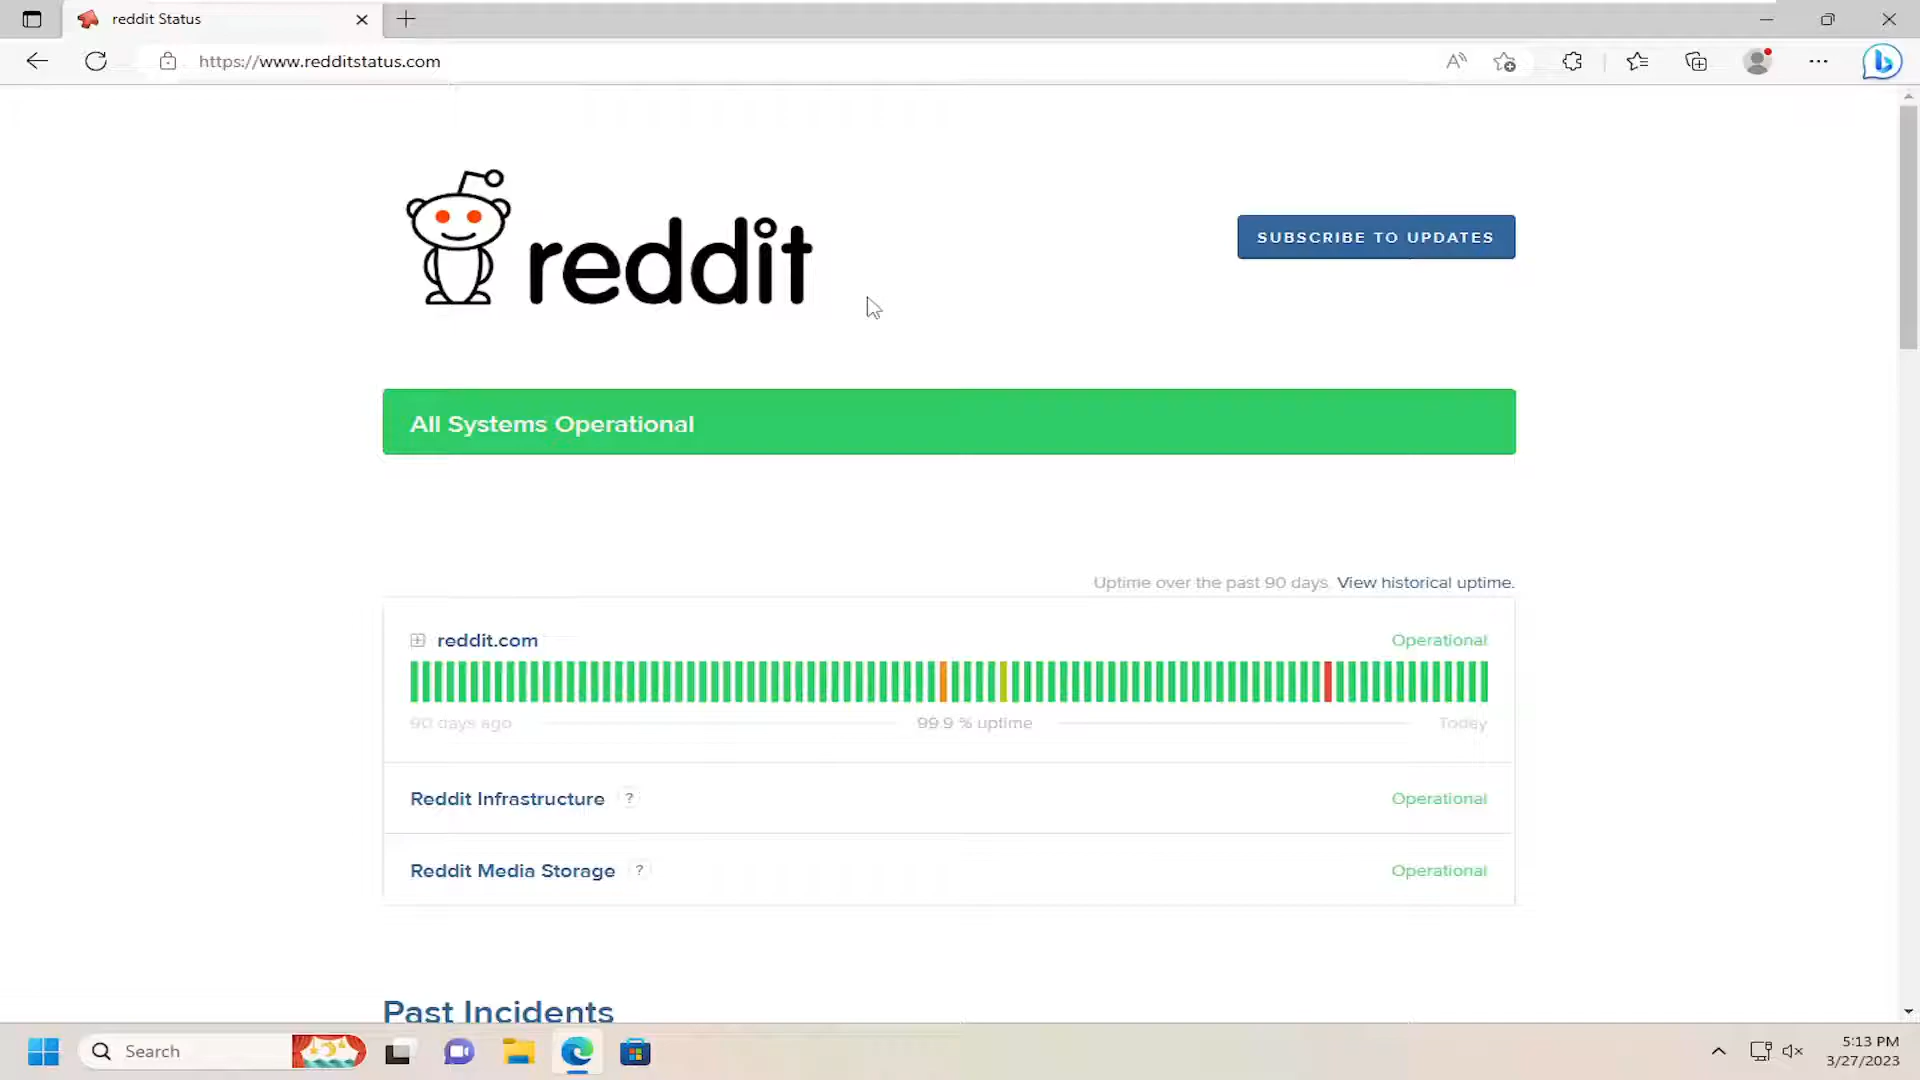 reddit Status
https://www.redditstatus.com
reddit
SUBSCRIBE TO UPDATES
All Systems Operational
Uptime over the past 90 days. View historical uptime.
reddit.com
Operational
90 days ago
99.9 % uptime
Today
Reddit Infrastructure ?
Operational
Reddit Media Storage ?
Operational
Past Incidents
Search
5:13 PM
3/27/2023